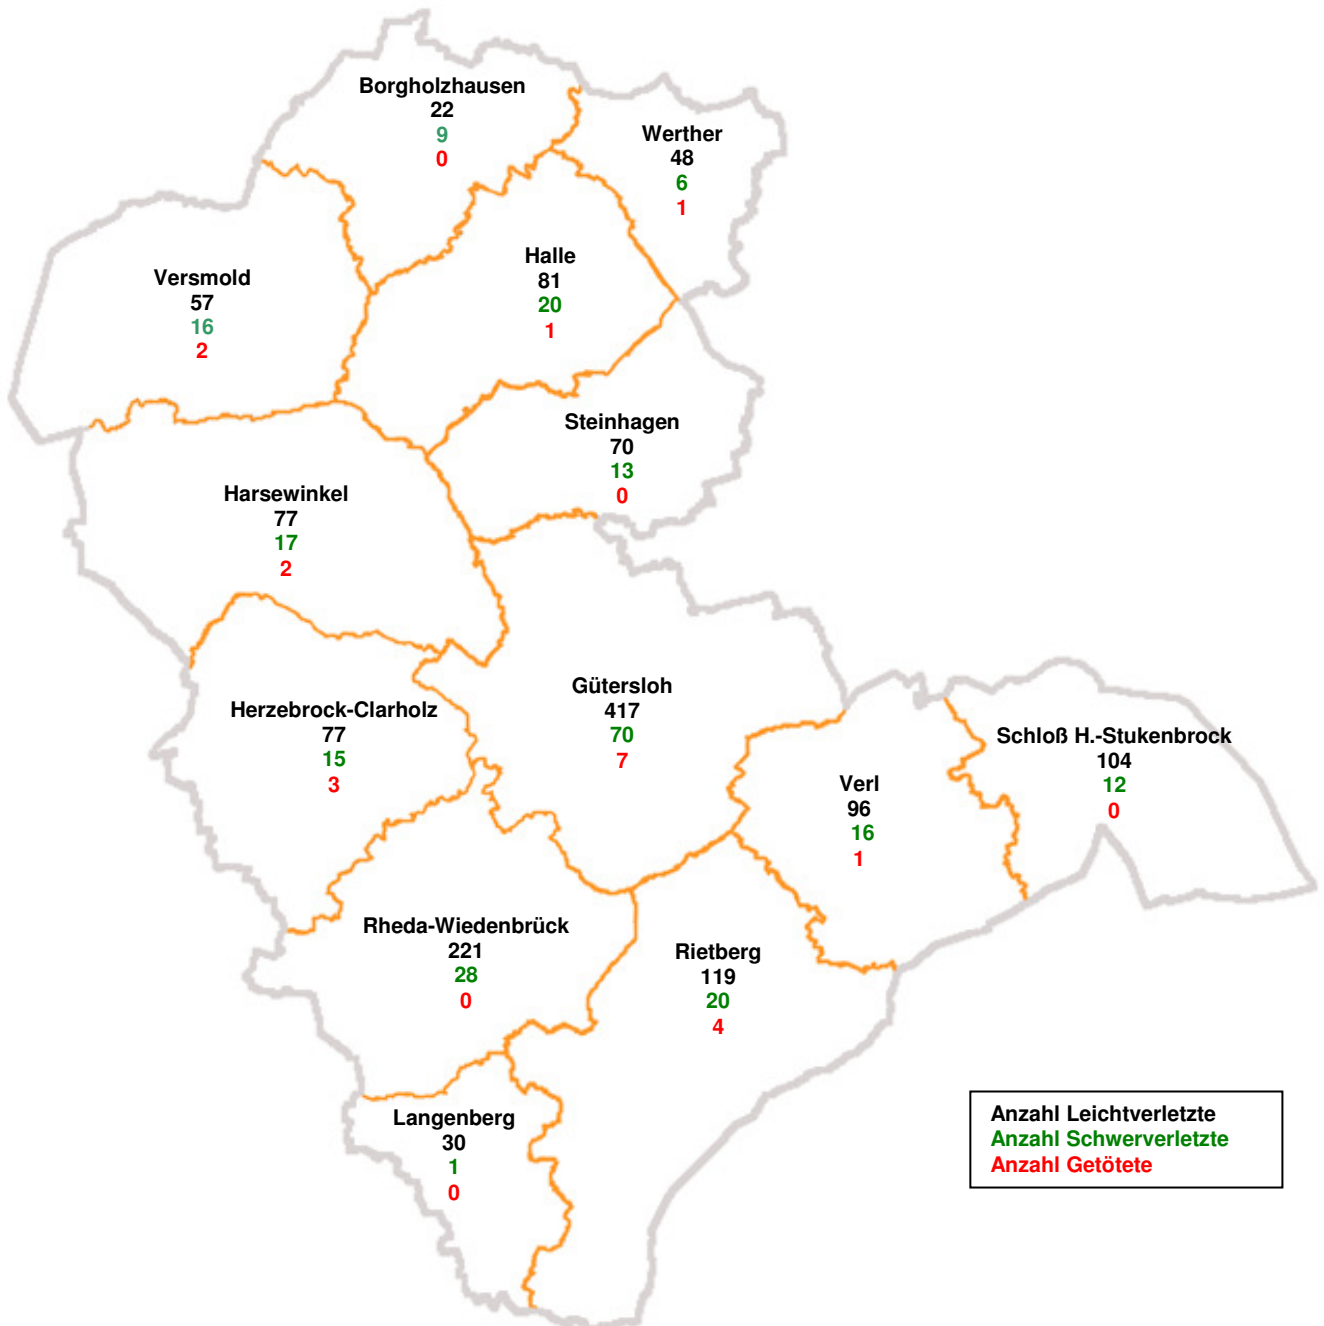 Borgholzhausen
22
9
0
Werther
48
6
1
Halle
81
20
1
Versmold
57
16
2
Steinhagen
70
13
0
Harsewinkel
77
17
2
Gütersloh
417
70
7
Herzebrock-Clarholz
77
15
3
Schloß H.-Stukenbrock
104
12
0
Verl
96
16
1
Rheda-Wiedenbrück
221
28
0
Rietberg
119
20
4
Langenberg
30
1
0
Anzahl Leichtverletzte
Anzahl Schwerverletzte
Anzahl Getötete